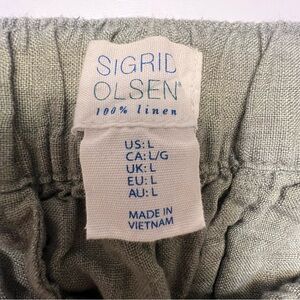 SIGRID
OLSEN
100% linen
US: L
CA: L/G
UK: L
EU: L
AU: L
MADE IN
VIETNAM